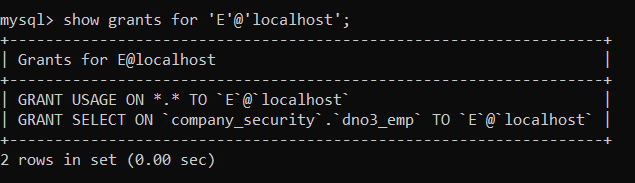 mysql> show grants for 'E'@'localhost';
+-----------------------------------------------------------------+
| Grants for E@localhost                                          |
+-----------------------------------------------------------------+
| GRANT USAGE ON *.* TO `E`@`localhost`                           |
| GRANT SELECT ON `company_security`.`dno3_emp` TO `E`@`localhost` |
+-----------------------------------------------------------------+
2 rows in set (0.00 sec)